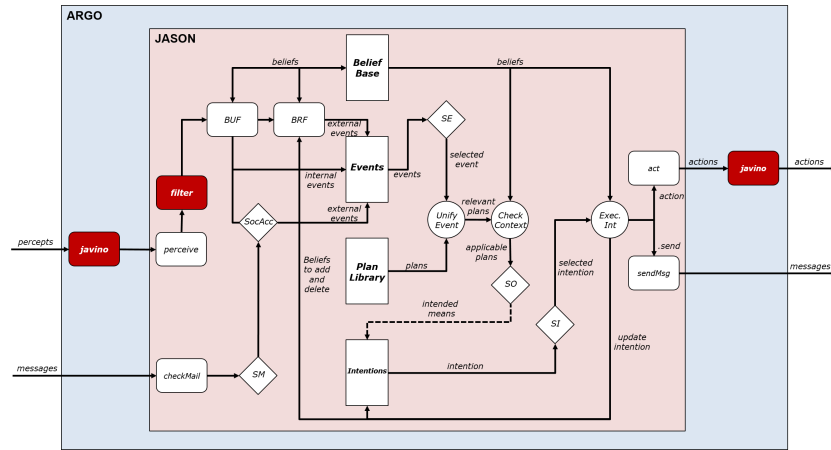 ARGO
JASON
beliefs
Belief
Base
beliefs
BUF
BRF
external
events
SE
Events
events
selected
event
act
actions
javino
actions
filter
internal
events
external
events
SocAcc
Unify
Event
relevant
plans
Check
Context
Exec.
Int
action
percepts
javino
perceive
Beliefs
to add
and
delete
Plan
Library
plans
applicable
plans
selected
intention
.send
sendMsg
messages
SO
intended
means
SI
update
intention
messages
checkMail
SM
Intentions
intention